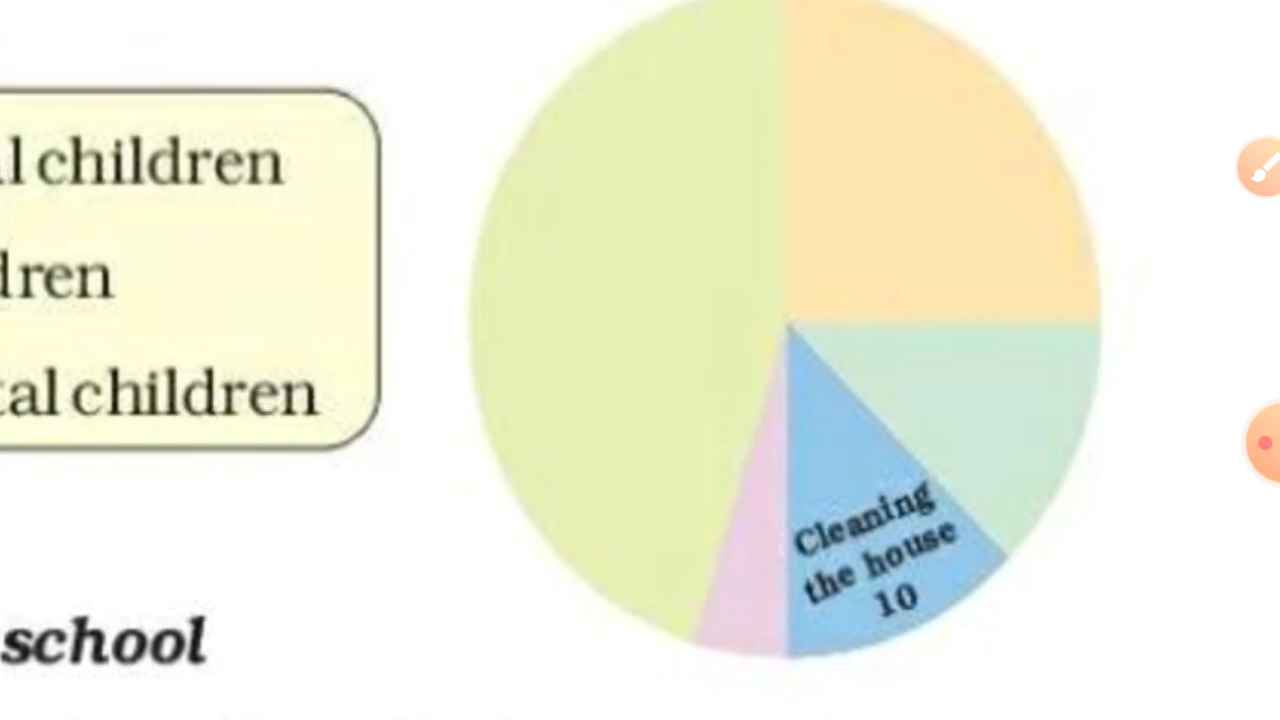 l children
dren
tal children
Cleaning
the house
10
school